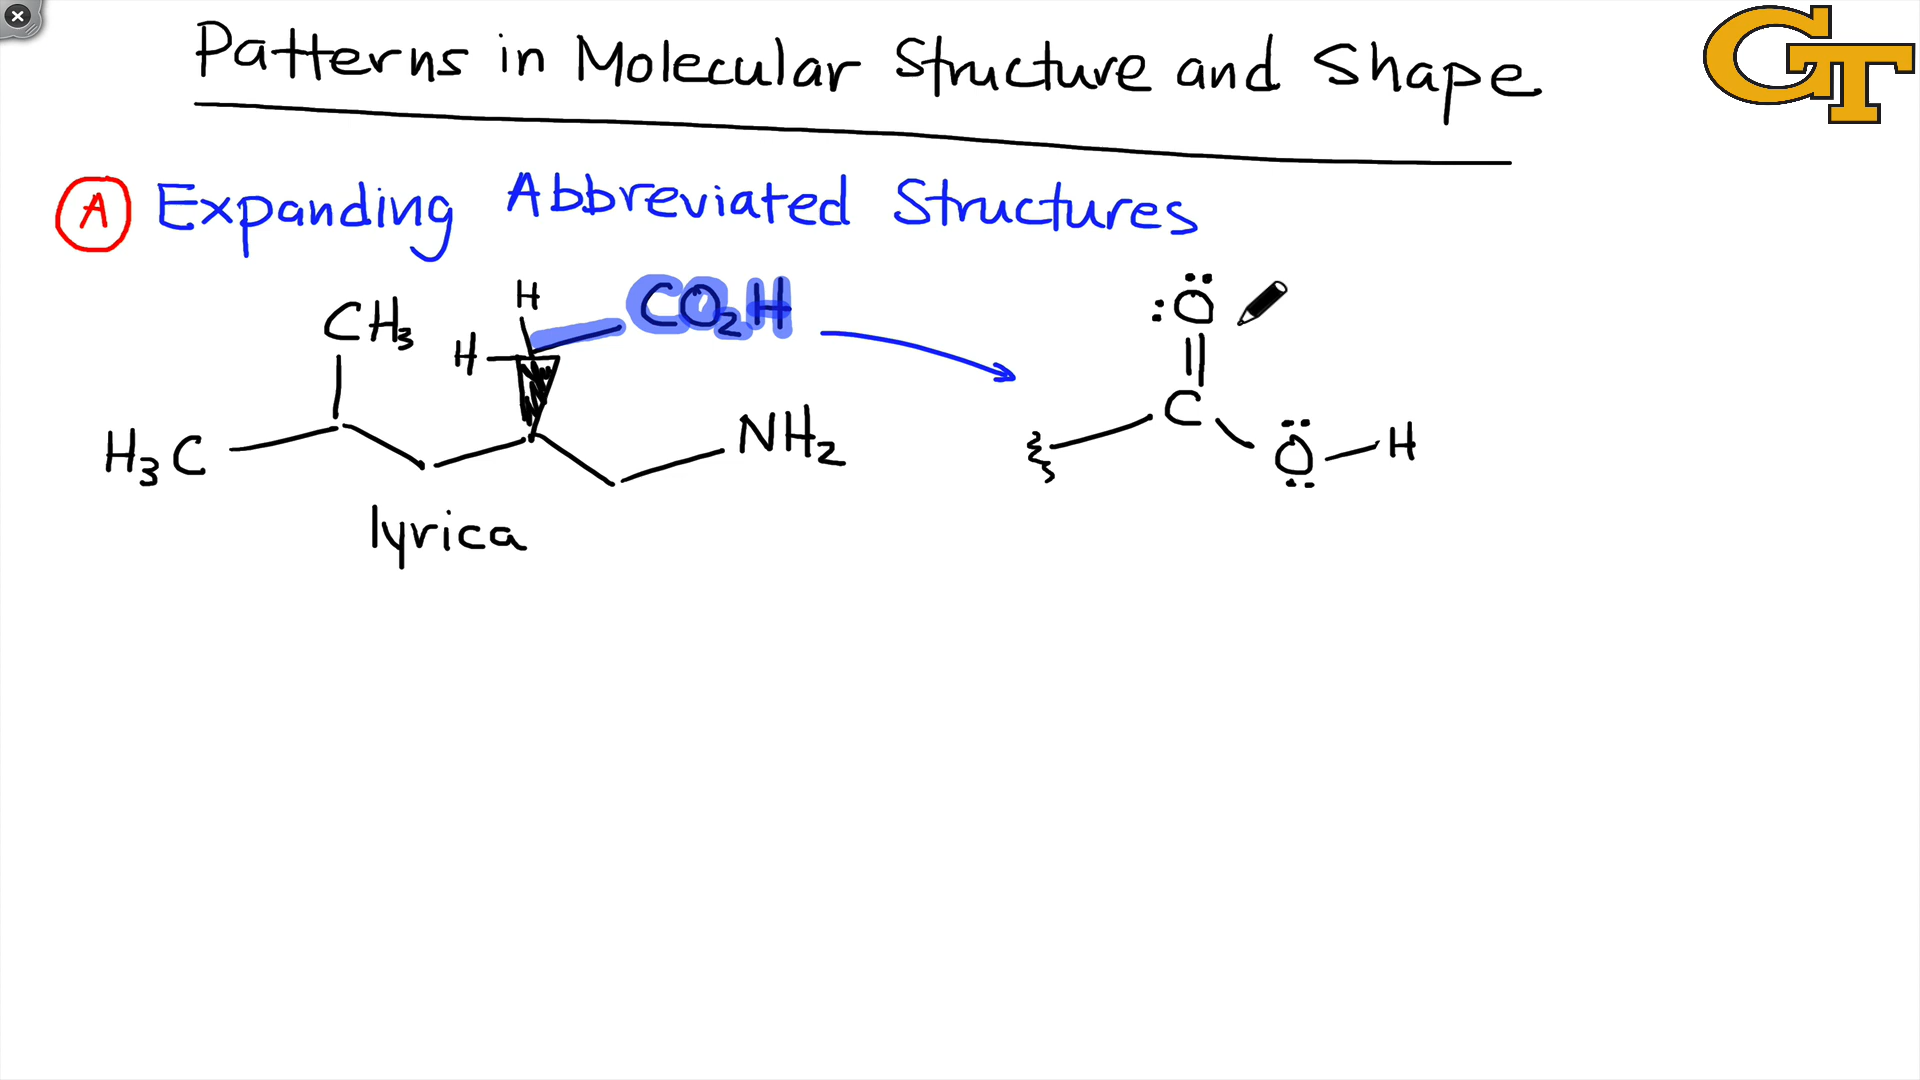 GT
Patterns in Molecular Structure and Shape
A Expanding Abbreviated Structures
CH₃
H
H
CO₂H
H₃C
NH₂
lyrica
:Ö
C
O
H